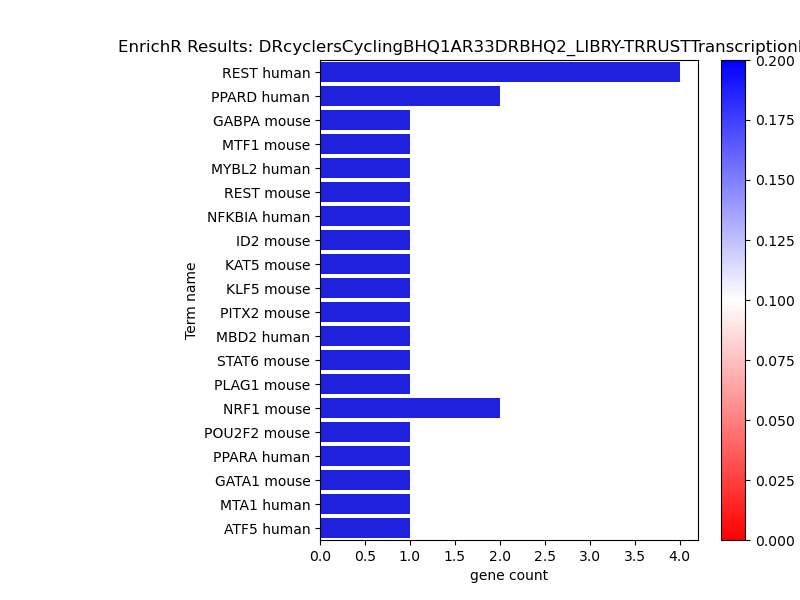 EnrichR Results: DRcyclersCyclingBHQ1AR33DRBHQ2_LIBRY-TRRUSTTranscription
REST human
PPARD human
GABPA mouse
MTF1 mouse
MYBL2 human
REST mouse
NFKBIA human
ID2 mouse
KAT5 mouse
KLF5 mouse
PITX2 mouse
MBD2 human
STAT6 mouse
PLAG1 mouse
NRF1 mouse
POU2F2 mouse
PPARA human
GATA1 mouse
MTA1 human
ATF5 human
Term name
0.0 0.5 1.0 1.5 2.0 2.5 3.0 3.5 4.0
gene count
0.200
0.175
0.150
0.125
0.100
0.075
0.050
0.025
0.000